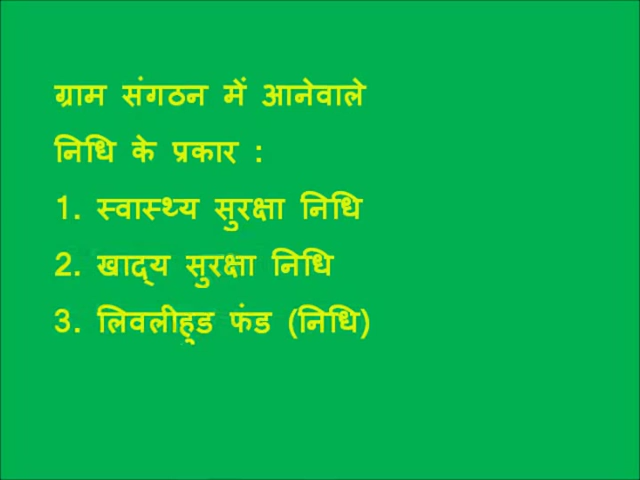 ग्राम संगठन में आनेवाले
निधि के प्रकार :
1. स्वास्थ्य सुरक्षा निधि
2. खाद्य सुरक्षा निधि
3. लिवलीहूड फंड (निधि)